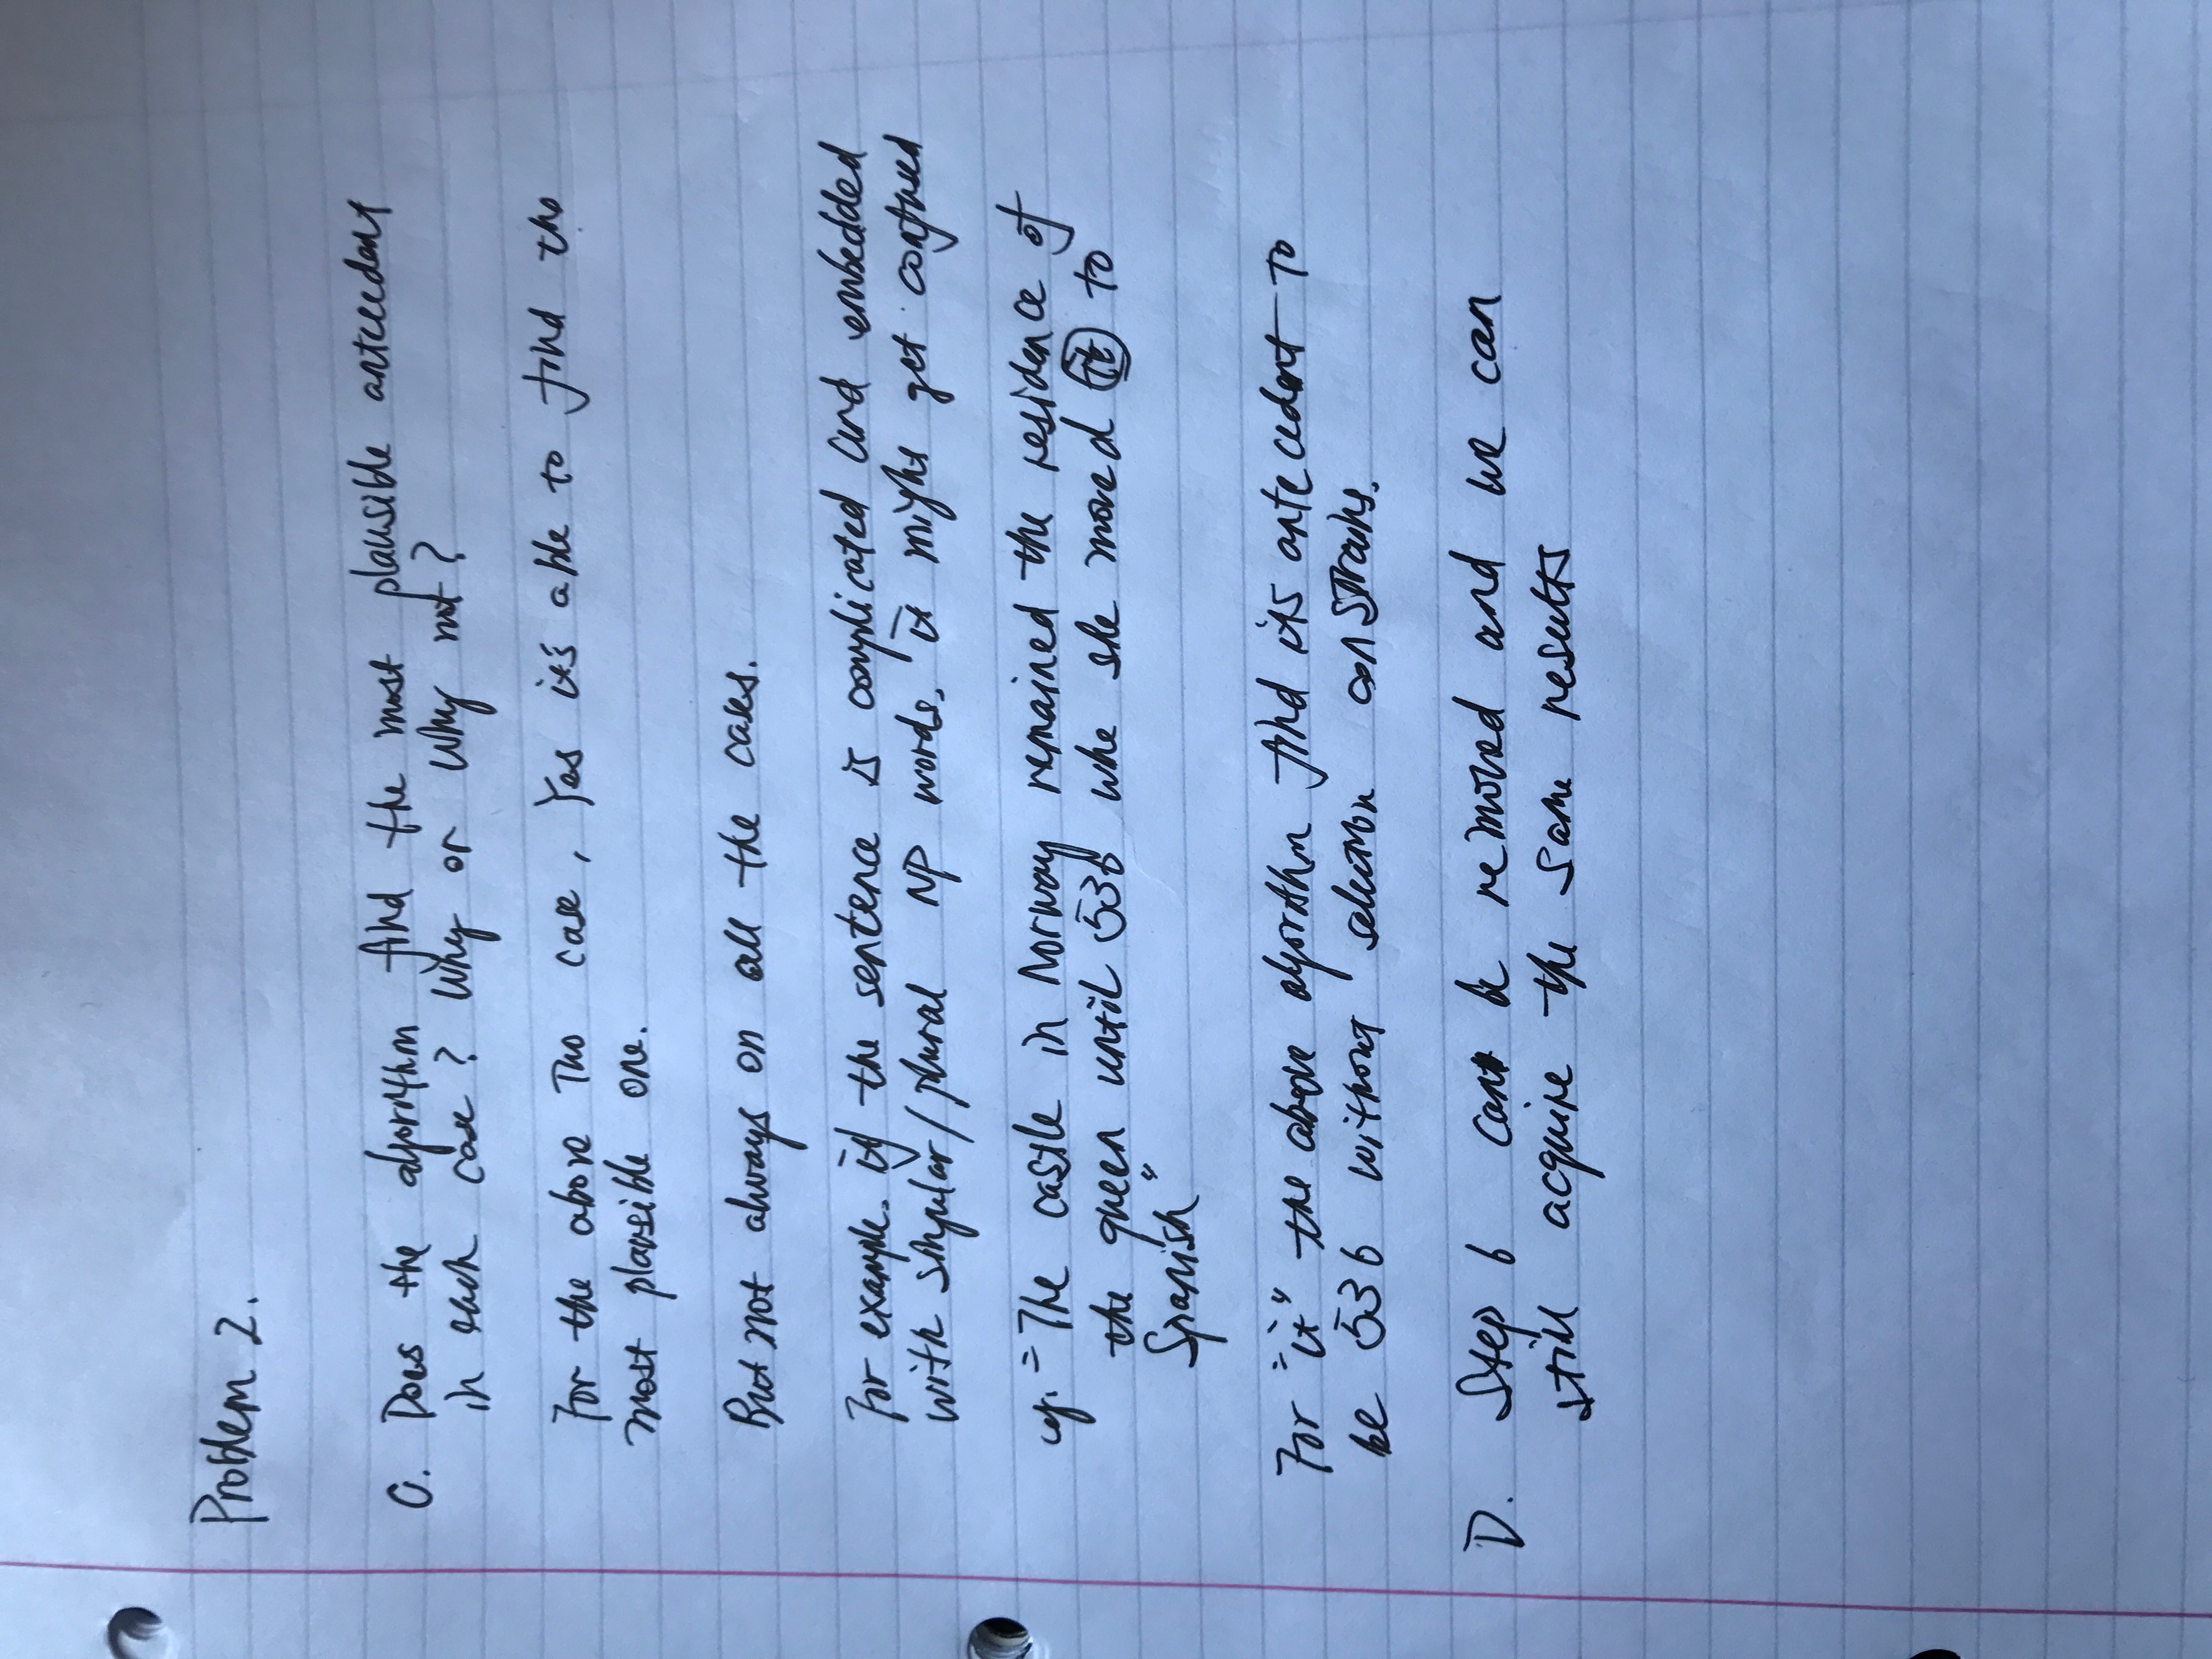 Problem 2.
C. Does the algorithm find the most plausible antecedent
in each case? Why or Why not?
For the above Two case, Yes it's able to find the
most plausible one.
But not always on all the cases.
For example. if the sentence is complicated and embedded
with singular/plural NP words, it might get confused
eg. "The castle in Norway remained the residence of
the queen until 536 whe she moved it to
Spanish"
For "it" the above algorithm find its antecedent to
be 536 without selection constrains.
D. Step 6 can be removed and we can
still acquire the same results